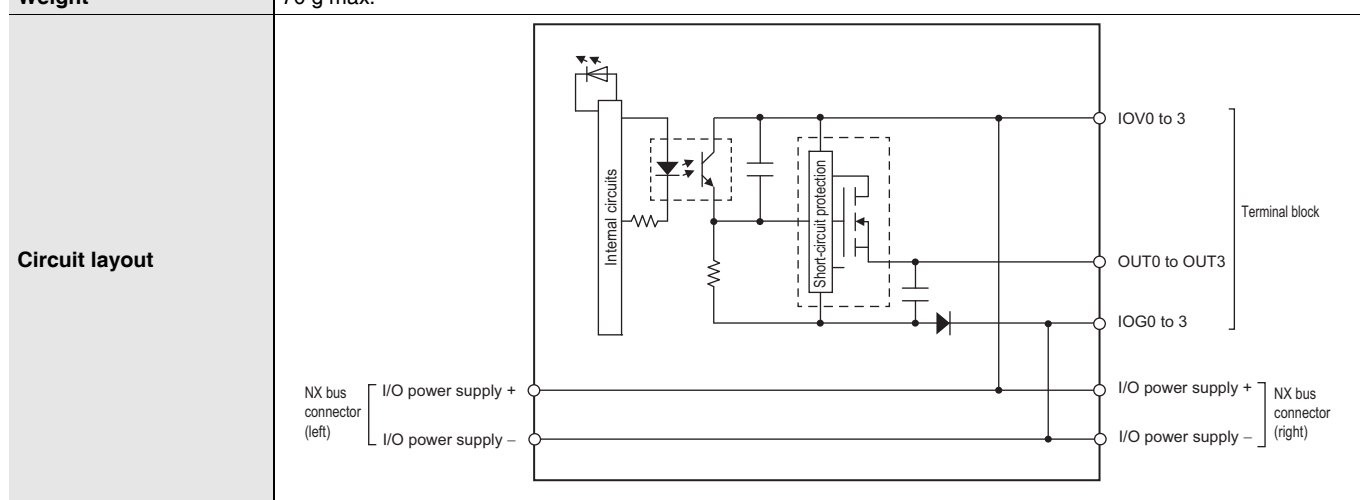 Weight
70 g max.
Circuit layout
Internal circuits
Short-circuit protection
IOV0 to 3
Terminal block
OUT0 to OUT3
IOG0 to 3
NX bus
connector
(left)
I/O power supply +
I/O power supply –
I/O power supply +
I/O power supply –
NX bus
connector
(right)